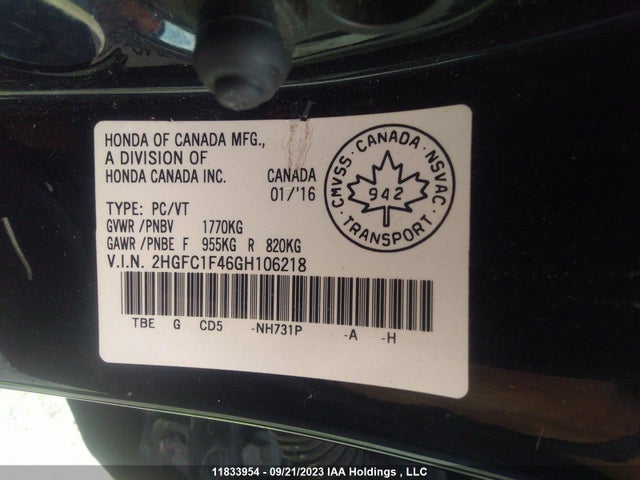 HONDA OF CANADA MFG.,
A DIVISION OF
HONDA CANADA INC. CANADA
01/'16
TYPE: PC/VT
GVWR /PNBV 1770KG
GAWR /PNBE F 955KG R 820KG
V.I.N. 2HGFC1F46GH106218
TBE G CD5 -NH731P -A -H
CMVSS · CANADA · NSVAC
942
TRANSPORT
11833954 - 09/21/2023 IAA Holdings , LLC